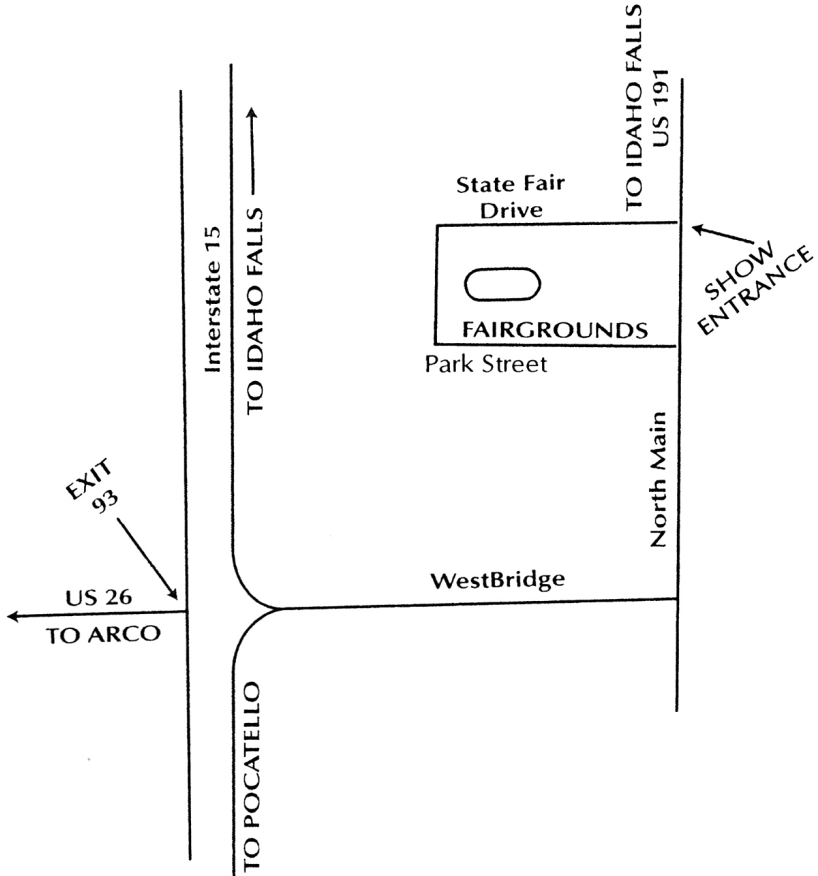 TO IDAHO FALLS
US 191
State Fair
Drive
SHOW
ENTRANCE
Interstate 15
TO IDAHO FALLS
FAIRGROUNDS
Park Street
North Main
EXIT
93
WestBridge
US 26
TO ARCO
TO POCATELLO